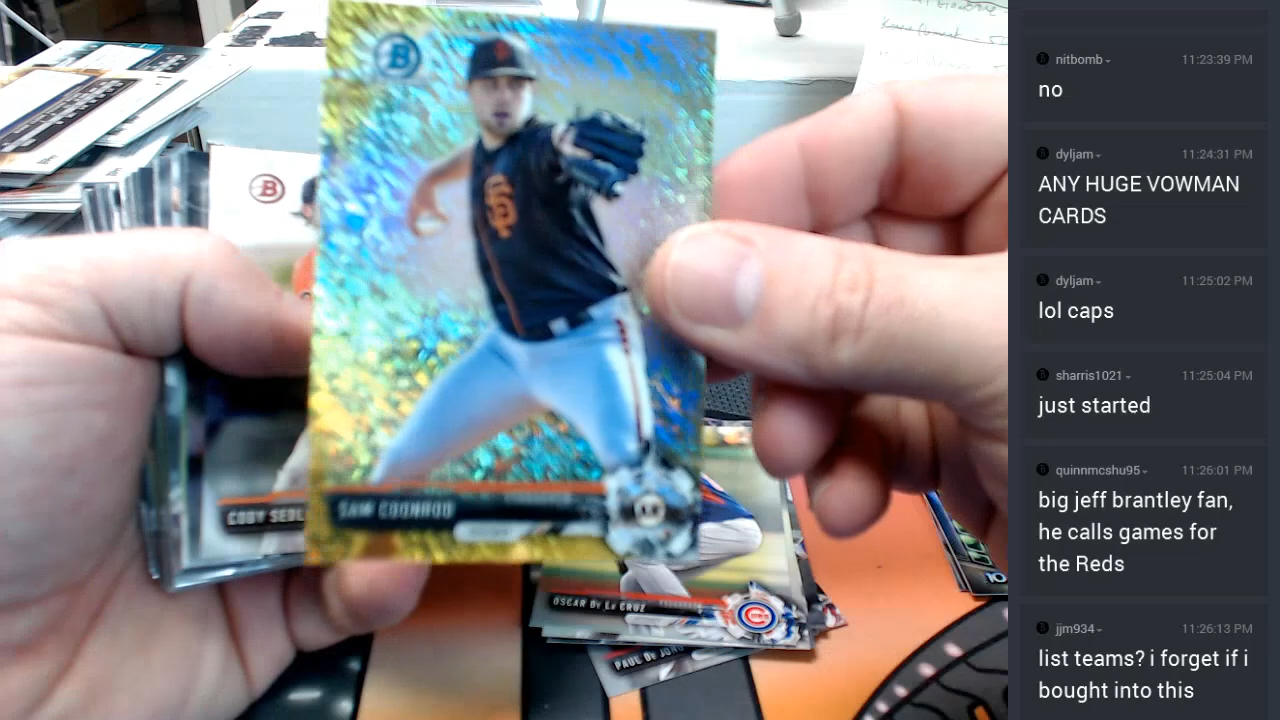 B
B
SF
SAM COONROD
CODY SEDL
OSCAR De La CRUZ
PAUL De JONG
nitbomb
11:23:39 PM
no
dyljam
11:24:31 PM
ANY HUGE VOWMAN
CARDS
dyljam
11:25:02 PM
lol caps
sharris1021
11:25:04 PM
just started
quinnmcshu95
11:26:01 PM
big jeff brantley fan,
he calls games for
the Reds
jjm934
11:26:13 PM
list teams? i forget if i
bought into this